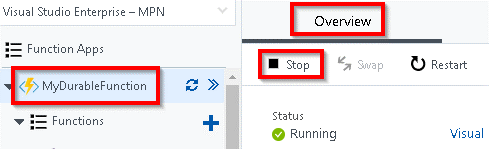 Visual Studio Enterprise – MPN
Function Apps
MyDurableFunction
Functions
Overview
Stop
Swap
Restart
Status
Running
Visual